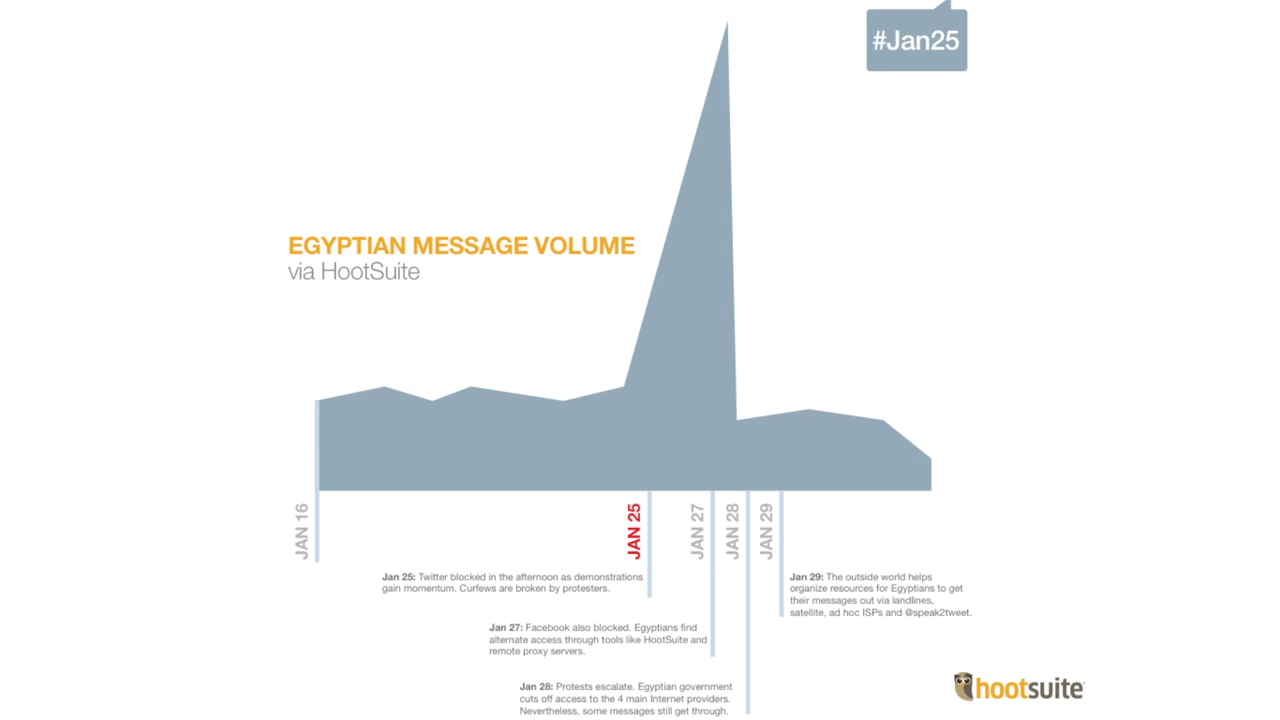 #Jan25
EGYPTIAN MESSAGE VOLUME
via HootSuite
JAN 16
JAN 25
JAN 27
JAN 28
JAN 29
Jan 25: Twitter blocked in the afternoon as demonstrations
gain momentum. Curfews are broken by protesters.
Jan 29: The outside world helps
organize resources for Egyptians to get
their messages out via landlines,
satellite, ad hoc ISPs and @speak2tweet.
Jan 27: Facebook also blocked. Egyptians find
alternate access through tools like HootSuite and
remote proxy servers.
Jan 28: Protests escalate. Egyptian government
cuts off access to the 4 main Internet providers.
Nevertheless, some messages still get through.
hootsuite